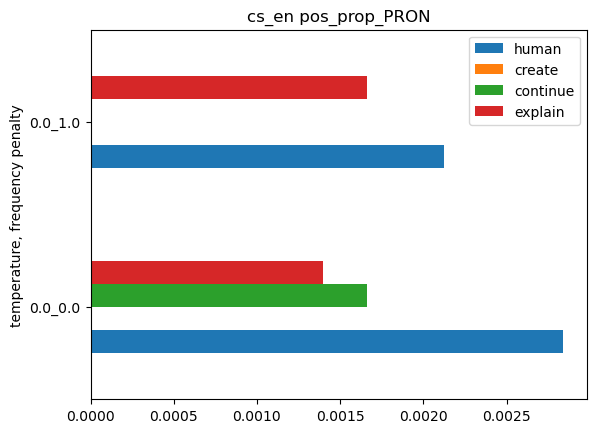 cs_en pos_prop_PRON
human
create
continue
explain
temperature, frequency penalty
0.0_1.0
0.0_0.0
0.0000 0.0005 0.0010 0.0015 0.0020 0.0025